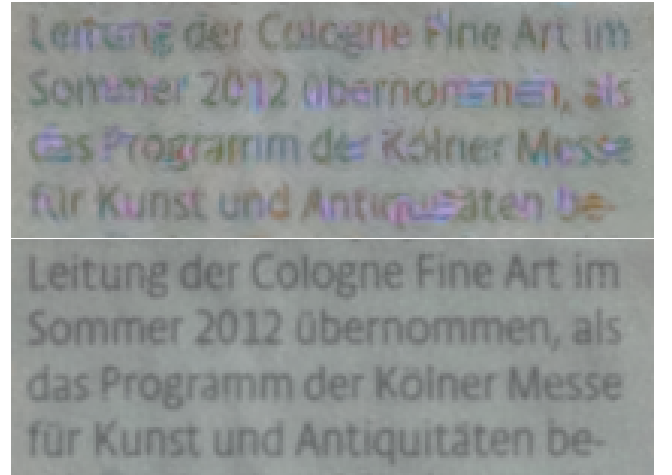 Leitung der Cologne Fine Art im
Sommer 2012 übernommen, als
das Programm der Kölner Messe
für Kunst und Antiquitäten be-
Leitung der Cologne Fine Art im
Sommer 2012 übernommen, als
das Programm der Kölner Messe
für Kunst und Antiquitäten be-